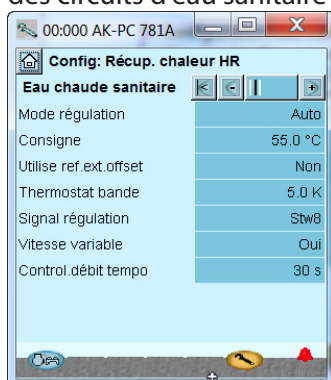 des circuits d'eau sanitaire
00:000 AK-PC 781A
Config: Récup. chaleur HR
Eau chaude sanitaire
Mode régulation Auto
Consigne 55.0 °C
Utilise ref.ext.offset Non
Thermostat bande 5.0 K
Signal régulation Stw8
Vitesse variable Oui
Control.débit tempo 30 s